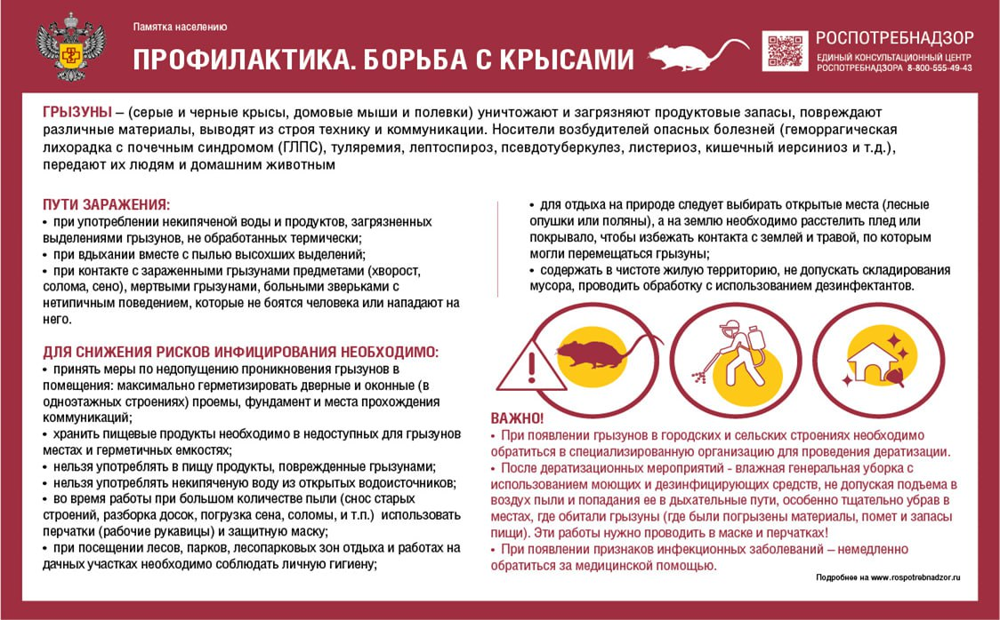 Памятка населению
ПРОФИЛАКТИКА. БОРЬБА С КРЫСАМИ
РОСПОТРЕБНАДЗОР
ЕДИНЫЙ КОНСУЛЬТАЦИОННЫЙ ЦЕНТР
РОСПОТРЕБНАДЗОРА 8-800-555-49-43
ГРЫЗУНЫ – (серые и черные крысы, домовые мыши и полевки) уничтожают и загрязняют продуктовые запасы, повреждают
различные материалы, выводят из строя технику и коммуникации. Носители возбудителей опасных болезней (геморрагическая
лихорадка с почечным синдромом (ГЛПС), туляремия, лептоспироз, псевдотуберкулез, листериоз, кишечный иерсиниоз и т.д.),
передают их людям и домашним животным
ПУТИ ЗАРАЖЕНИЯ:
• при употреблении некипяченой воды и продуктов, загрязненных
выделениями грызунов, не обработанных термически;
• при вдыхании вместе с пылью высохших выделений;
• при контакте с зараженными грызунами предметами (хворост,
солома, сено), мертвыми грызунами, больными зверьками с
нетипичным поведением, которые не боятся человека или нападают на
него.
ДЛЯ СНИЖЕНИЯ РИСКОВ ИНФИЦИРОВАНИЯ НЕОБХОДИМО:
• принять меры по недопущению проникновения грызунов в
помещения: максимально герметизировать дверные и оконные (в
одноэтажных строениях) проемы, фундамент и места прохождения
коммуникаций;
• хранить пищевые продукты необходимо в недоступных для грызунов
местах и герметичных емкостях;
• нельзя употреблять в пищу продукты, поврежденные грызунами;
• нельзя употреблять некипяченую воду из открытых водоисточников;
• во время работы при большом количестве пыли (снос старых
строений, разборка досок, погрузка сена, соломы, и т.п.) использовать
перчатки (рабочие рукавицы) и защитную маску;
• при посещении лесов, парков, лесопарковых зон отдыха и работах на
дачных участках необходимо соблюдать личную гигиену;
• для отдыха на природе следует выбирать открытые места (лесные
опушки или поляны), а на землю необходимо расстелить плед или
покрывало, чтобы избежать контакта с землей и травой, по которым
могли перемещаться грызуны;
• содержать в чистоте жилую территорию, не допускать складирования
мусора, проводить обработку с использованием дезинфектантов.
ВАЖНО!
• При появлении грызунов в городских и сельских строениях необходимо
обратиться в специализированную организацию для проведения дератизации.
• После дератизационных мероприятий - влажная генеральная уборка с
использованием моющих и дезинфицирующих средств, не допуская подъема в
воздух пыли и попадания ее в дыхательные пути, особенно тщательно убрав в
местах, где обитали грызуны (где были погрызены материалы, помет и запасы
пищи). Эти работы нужно проводить в маске и перчатках!
• При появлении признаков инфекционных заболеваний – немедленно
обратиться за медицинской помощью.
Подробнее на www.rospotrebnadzor.ru